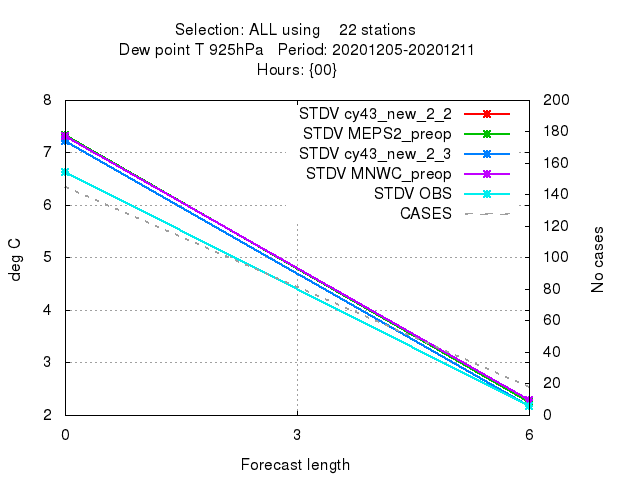 Selection: ALL using    22 stations
Dew point T 925hPa   Period: 20201205-20201211
Hours: {00}
STDV cy43_new_2_2
STDV MEPS2_preop
STDV cy43_new_2_3
STDV MNWC_preop
STDV OBS
CASES
deg C
8
7
6
5
4
3
2
No cases
200
180
160
140
120
100
80
60
40
20
0
0 3 6
Forecast length